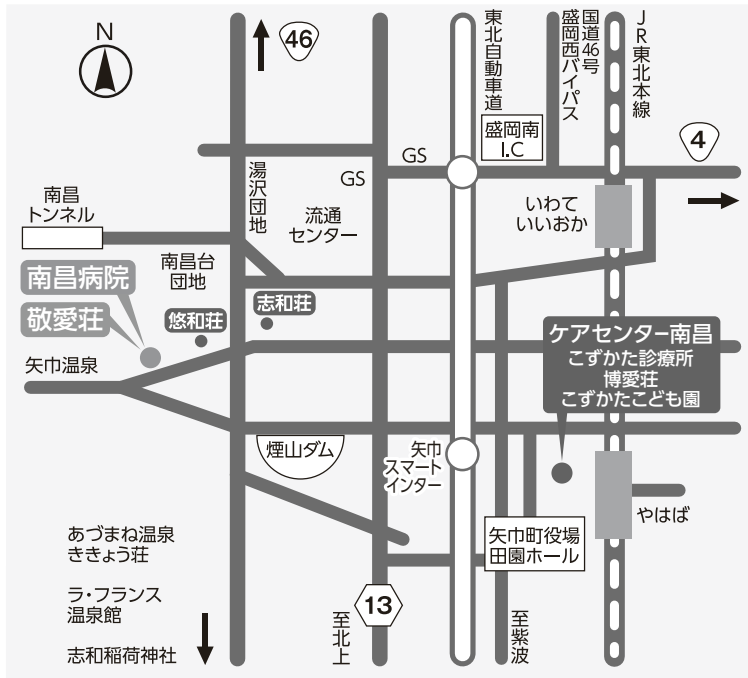 N
46
東北自動車道
国道46号
盛岡西バイパス
JR東北本線
盛岡南
I.C
4
GS
GS
湯沢団地
流通
センター
いわて
いいおか
南昌
トンネル
南昌台
団地
南昌病院
敬愛荘
悠和荘
志和荘
ケアセンター南昌
こずかた診療所
博愛荘
こずかたこども園
矢巾温泉
煙山ダム
矢巾
スマート
インター
やはば
矢巾町役場
田園ホール
あづまね温泉
ききょう荘
ラ・フランス
温泉館
志和稲荷神社
13
至北上
至紫波